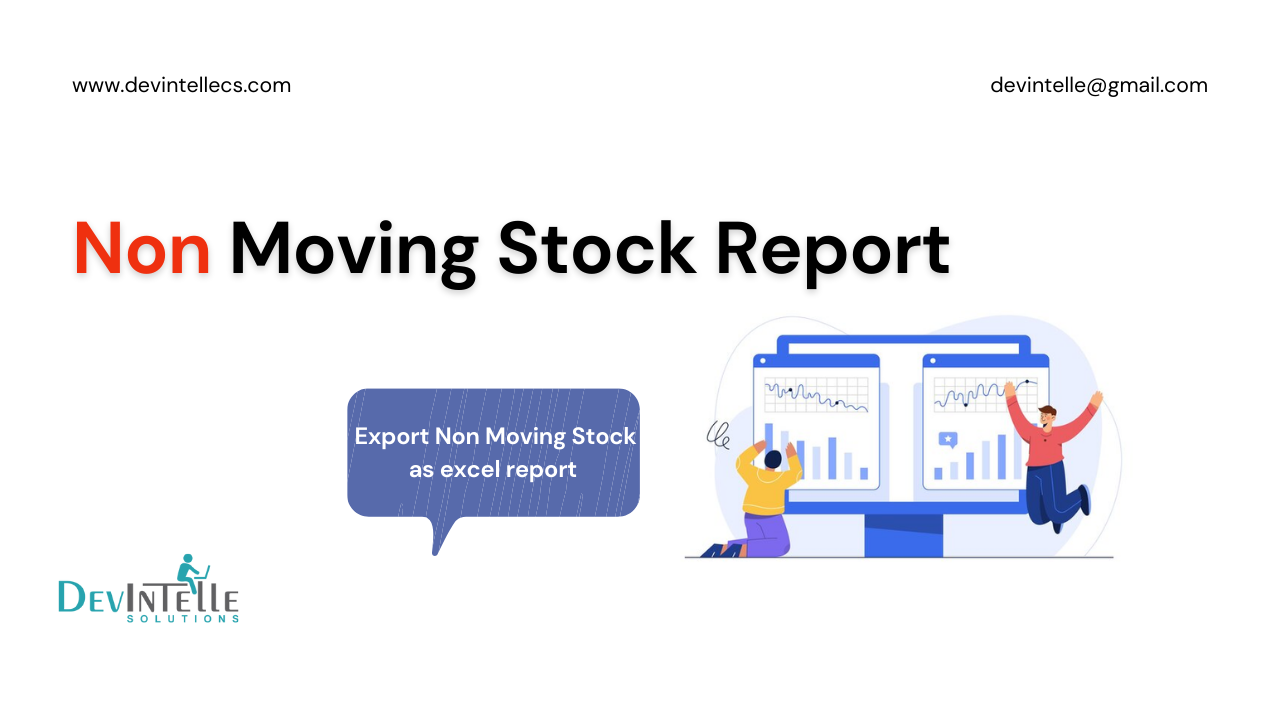 www.devintellecs.com
devintelle@gmail.com
Non Moving Stock Report
Export Non Moving Stock
as excel report
DEVINTELLE
SOLUTIONS